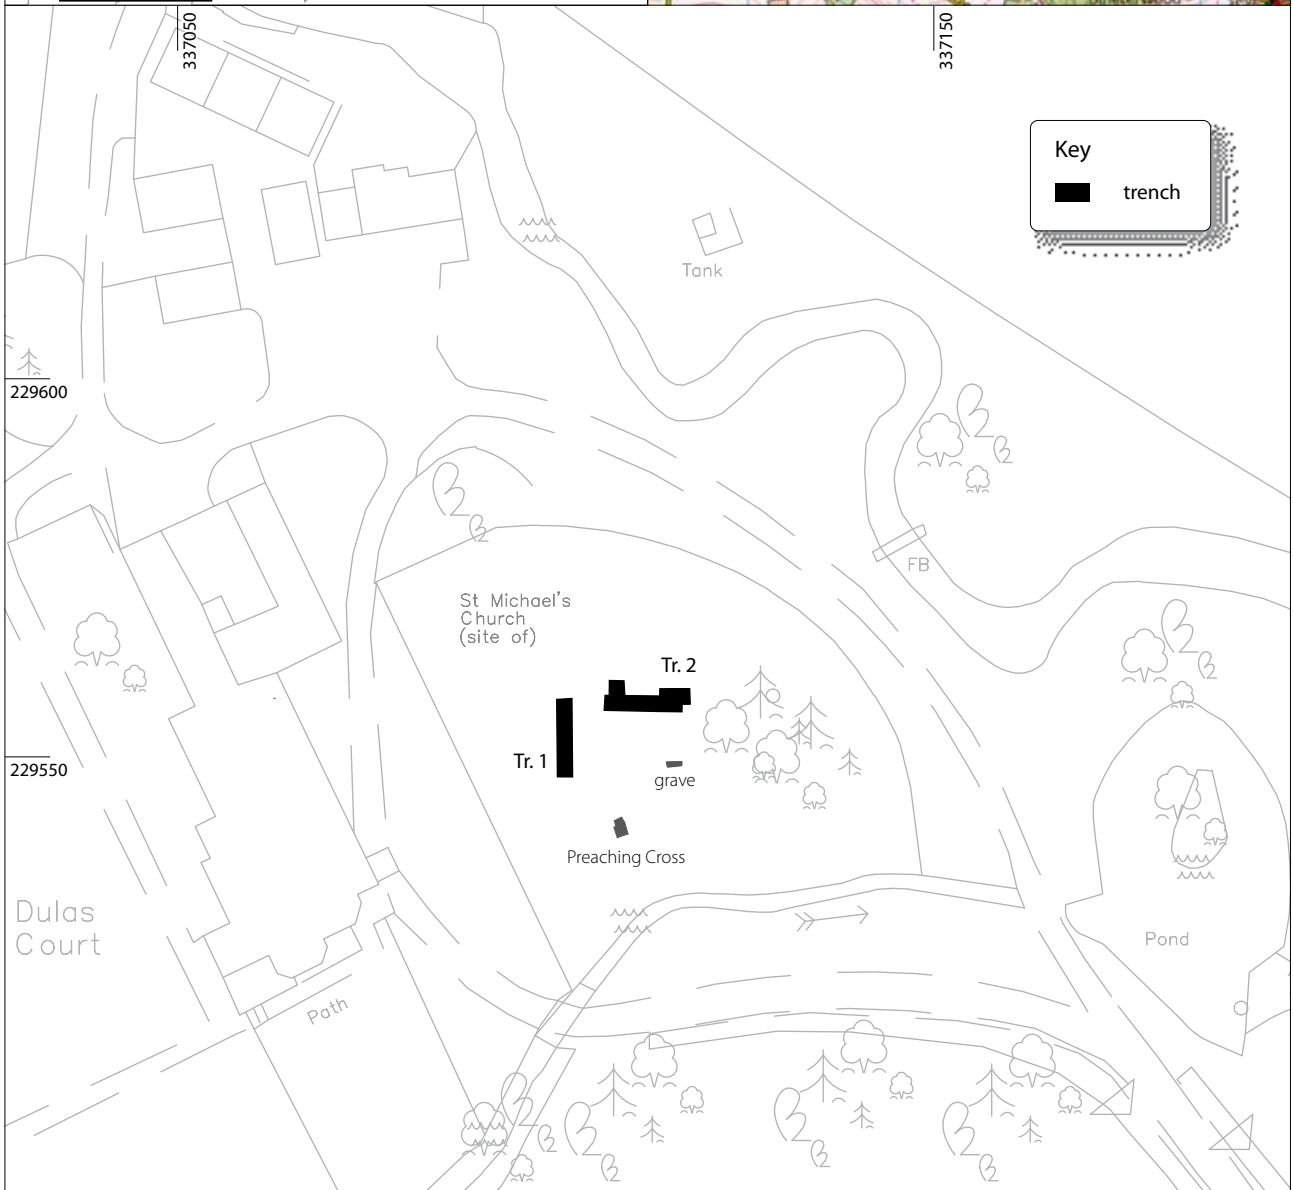 337050
337150
Key
trench
Tank
229600
FB
St Michael's
Church
(site of)
Tr. 2
Tr. 1
229550
grave
Preaching Cross
Dulas
Court
Pond
Path